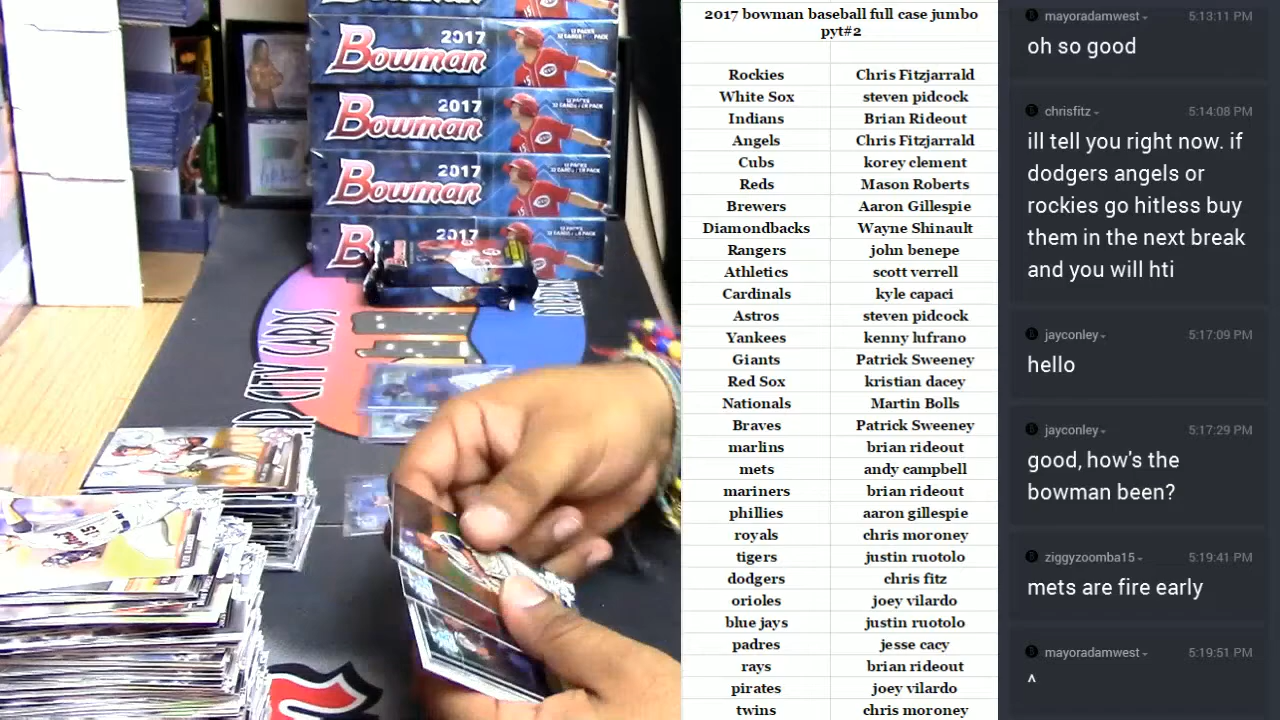 2017
Bowman
2017
Bowman
2017
Bowman
2017
CITY CARDS
2017 bowman baseball full case jumbo
pyt#2
Rockies Chris Fitzjarrald
White Sox steven pidcock
Indians Brian Rideout
Angels Chris Fitzjarrald
Cubs korey clement
Reds Mason Roberts
Brewers Aaron Gillespie
Diamondbacks Wayne Shinault
Rangers john benepe
Athletics scott verrell
Cardinals kyle capaci
Astros steven pidcock
Yankees kenny lufrano
Giants Patrick Sweeney
Red Sox kristian dacey
Nationals Martin Bolls
Braves Patrick Sweeney
marlins brian rideout
mets andy campbell
mariners brian rideout
phillies aaron gillespie
royals chris moroney
tigers justin ruotolo
dodgers chris fitz
orioles joey vilardo
blue jays justin ruotolo
padres jesse cacy
rays brian rideout
pirates joey vilardo
twins chris moroney
mayoradamwest 5:13:11 PM
oh so good
chrisfitz 5:14:08 PM
ill tell you right now. if
dodgers angels or
rockies go hitless buy
them in the next break
and you will hti
jayconley 5:17:09 PM
hello
jayconley 5:17:29 PM
good, how's the
bowman been?
ziggyzoomba15 5:19:41 PM
mets are fire early
mayoradamwest 5:19:51 PM
^